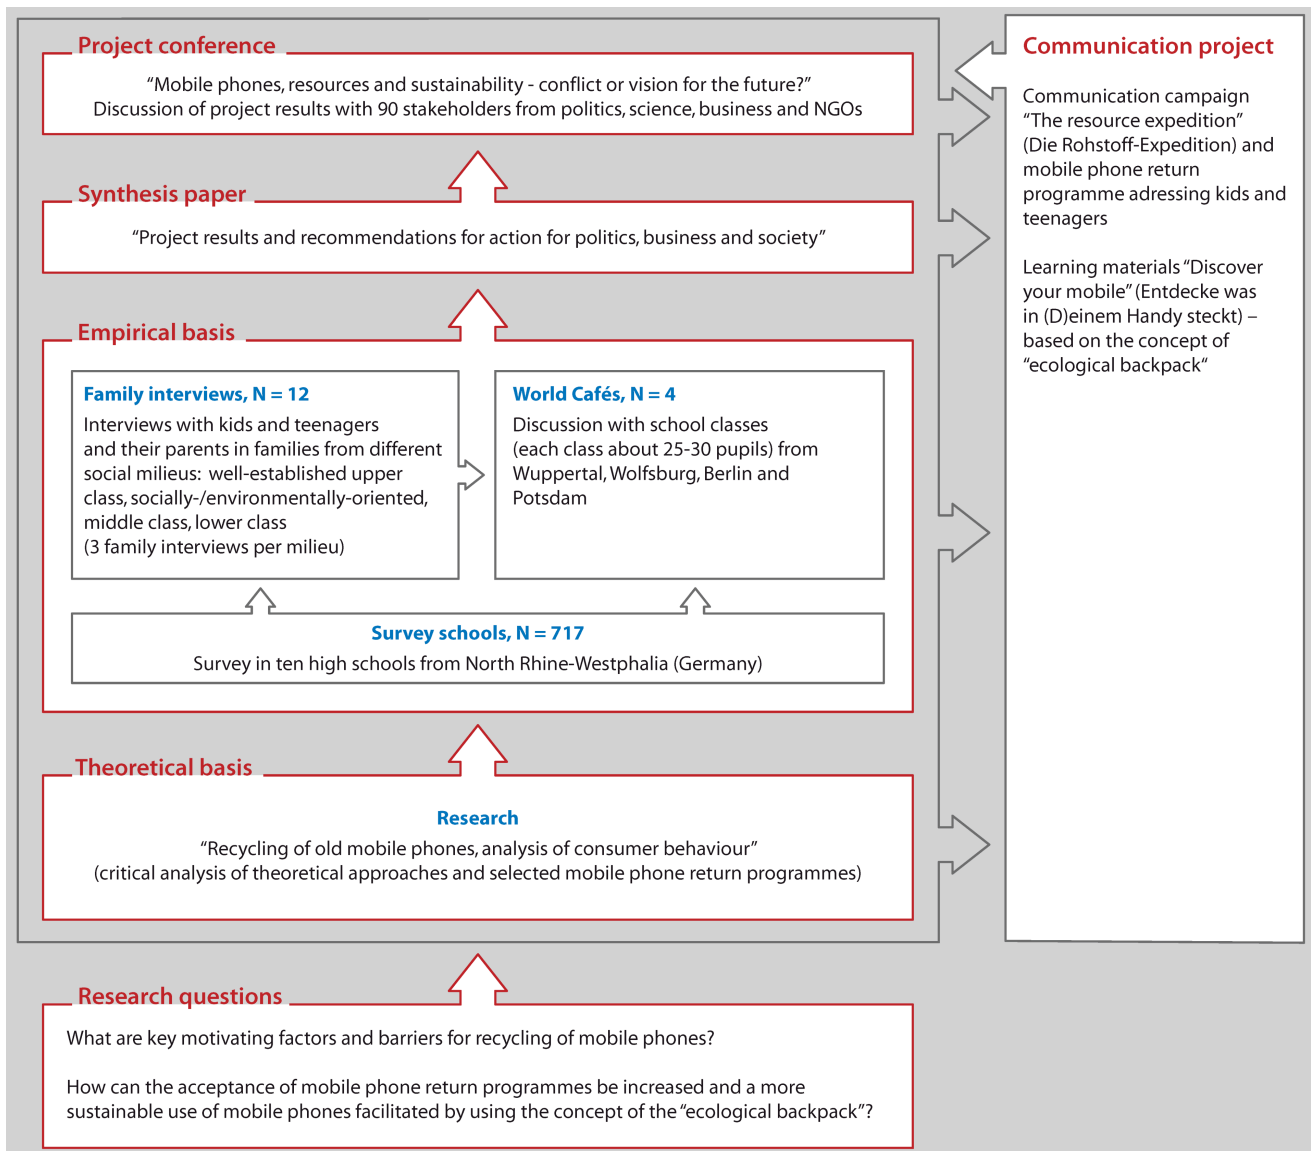 Project conference
“Mobile phones, resources and sustainability - conflict or vision for the future?”
Discussion of project results with 90 stakeholders from politics, science, business and NGOs
Synthesis paper
“Project results and recommendations for action for politics, business and society”
Empirical basis
Family interviews, N = 12
Interviews with kids and teenagers
and their parents in families from different
social milieus: well-established upper
class, socially-/environmentally-oriented,
middle class, lower class
(3 family interviews per milieu)
World Cafés, N = 4
Discussion with school classes
(each class about 25-30 pupils) from
Wuppertal, Wolfsburg, Berlin and
Potsdam
Survey schools, N = 717
Survey in ten high schools from North Rhine-Westphalia (Germany)
Theoretical basis
Research
“Recycling of old mobile phones, analysis of consumer behaviour”
(critical analysis of theoretical approaches and selected mobile phone return programmes)
Research questions
What are key motivating factors and barriers for recycling of mobile phones?
How can the acceptance of mobile phone return programmes be increased and a more
sustainable use of mobile phones facilitated by using the concept of the “ecological backpack”?
Communication project
Communication campaign
“The resource expedition”
(Die Rohstoff-Expedition) and
mobile phone return
programme adressing kids and
teenagers
Learning materials “Discover
your mobile” (Entdecke was
in (D)einem Handy steckt) –
based on the concept of
“ecological backpack“